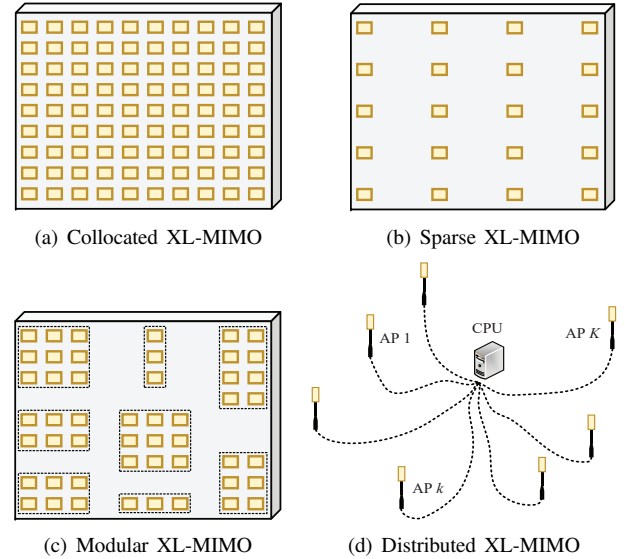 (a) Collocated XL-MIMO
(b) Sparse XL-MIMO
AP 1
CPU
AP K
AP k
(c) Modular XL-MIMO
(d) Distributed XL-MIMO